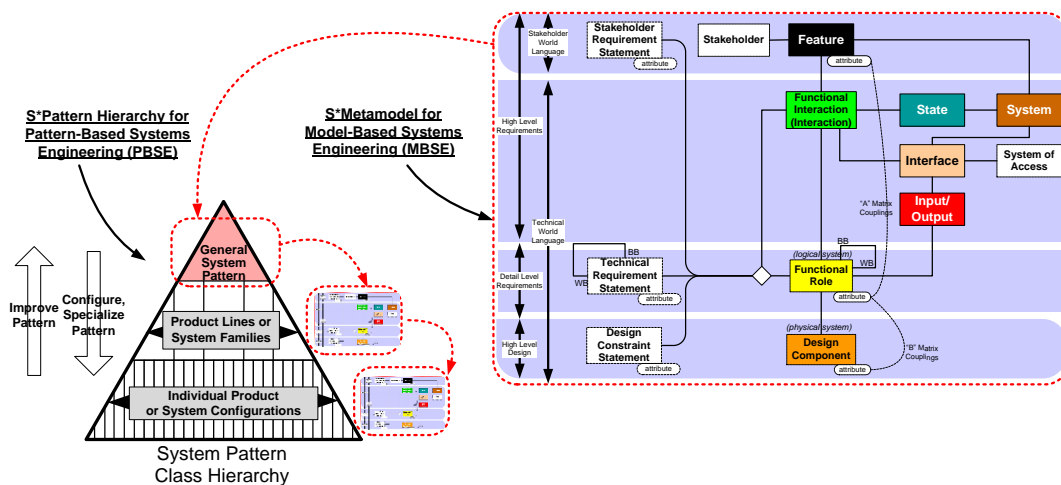 S*Pattern Hierarchy for
Pattern-Based Systems
Engineering (PBSE)
S*Metamodel for
Model-Based Systems
Engineering (MBSE)
Improve
Pattern
Configure,
Specialize
Pattern
General
System
Pattern
Product Lines or
System Families
Individual Product
or System Configurations
System Pattern
Class Hierarchy
Stakeholder
World
Language
High Level
Requirements
Technical
World
Language
Detail Level
Requirements
High Level
Design
Stakeholder
Requirement
Statement
attribute
Stakeholder
Feature
attribute
Functional
Interaction
(Interaction)
State
System
Interface
System of
Access
Input/
Output
"A" Matrix
Couplings
BB
WB
Technical
Requirement
Statement
attribute
(logical system)
BB
WB
Functional
Role
attribute
Design
Constraint
Statement
attribute
(physical system)
Design
Component
attribute
"B" Matrix
Couplings